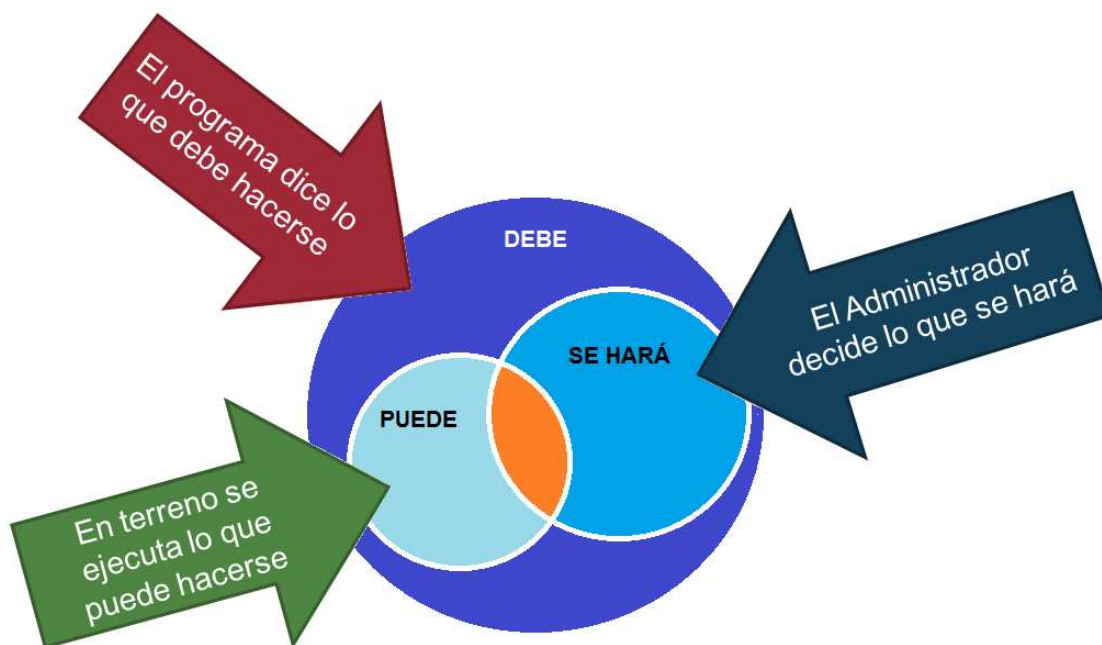 El programa dice lo
que debe hacerse
DEBE
El Administrador
decide lo que se hará
SE HARÁ
PUEDE
En terreno se
ejecuta lo que
puede hacerse